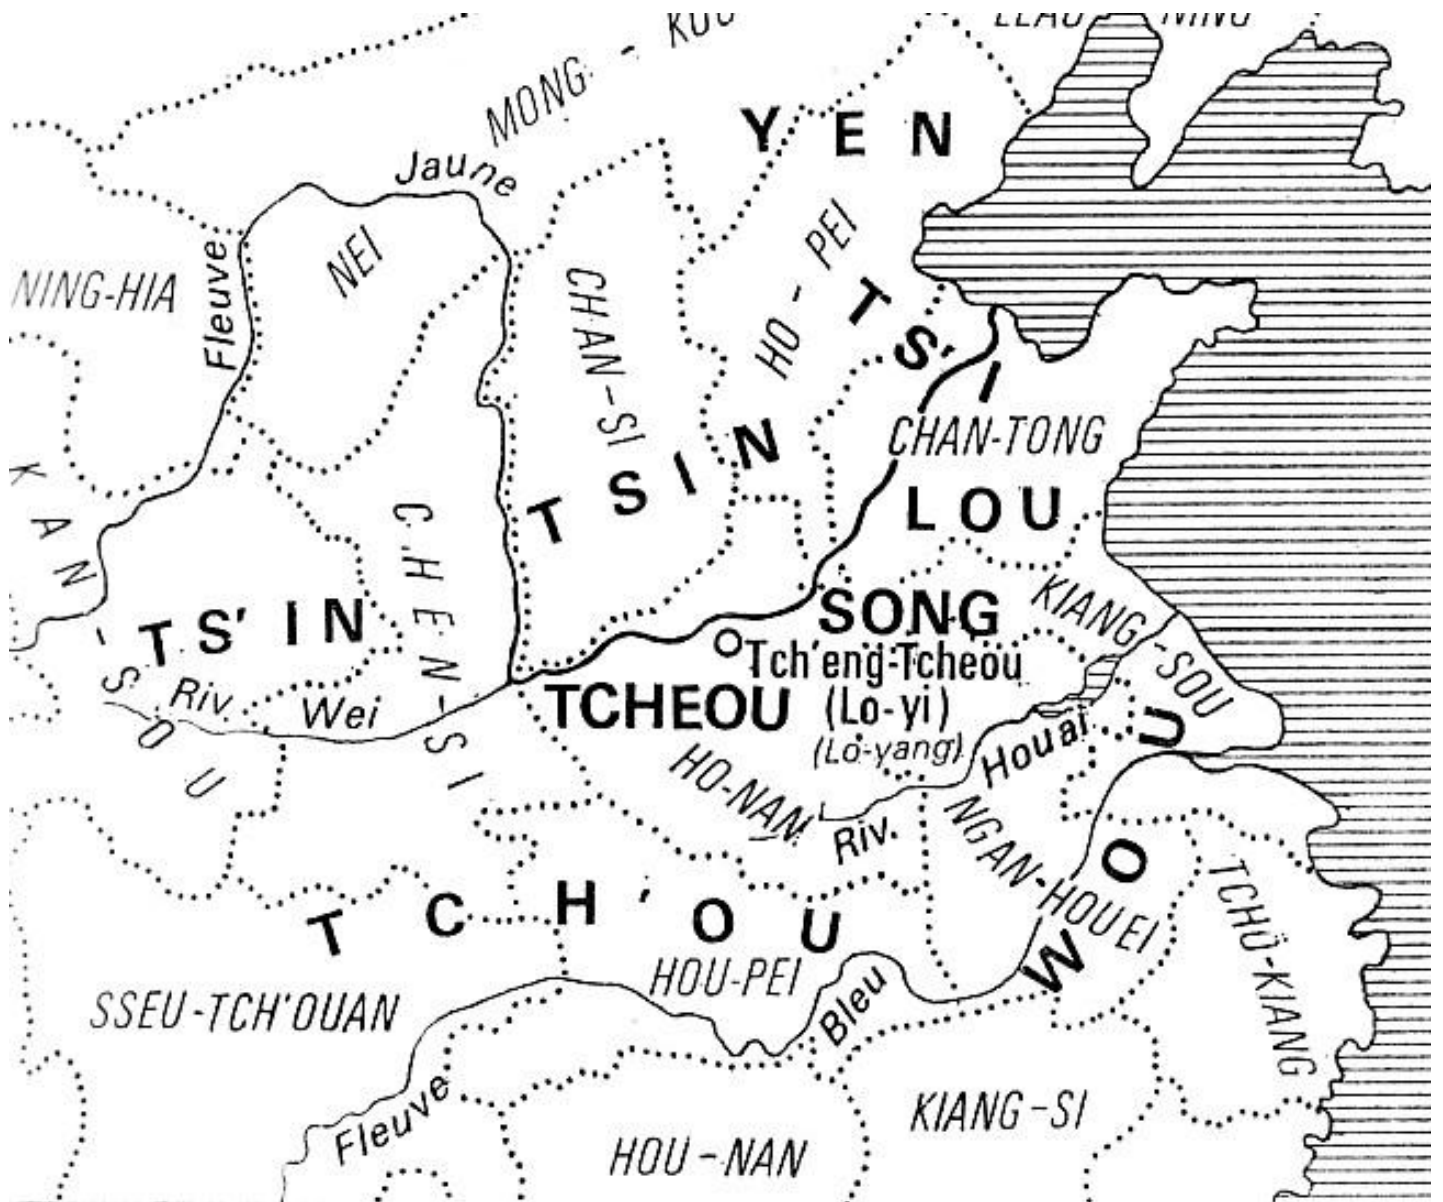 LEAO - NING
MONG - KOU
YEN
Jaune
Fleuve
NEI
NING-HIA
HO - PEI
CHAN-SI
TS'I
CHAN-TONG
TSIN
LOU
KAN - SOU
CHEN-SI
TS'IN
SONG
KIANG-SOU
Tch'eng-Tcheou
Riv. Wei
TCHEOU
(Lo-yi)
(Lo-yang)
HO-NAN
Riv. Houai
NGAN-HOUEI
WOU
TCHÜ-KIANG
TCH'OU
HOU-PEI
SSEU-TCH'OUAN
Fleuve Bleu
KIANG-SI
HOU-NAN